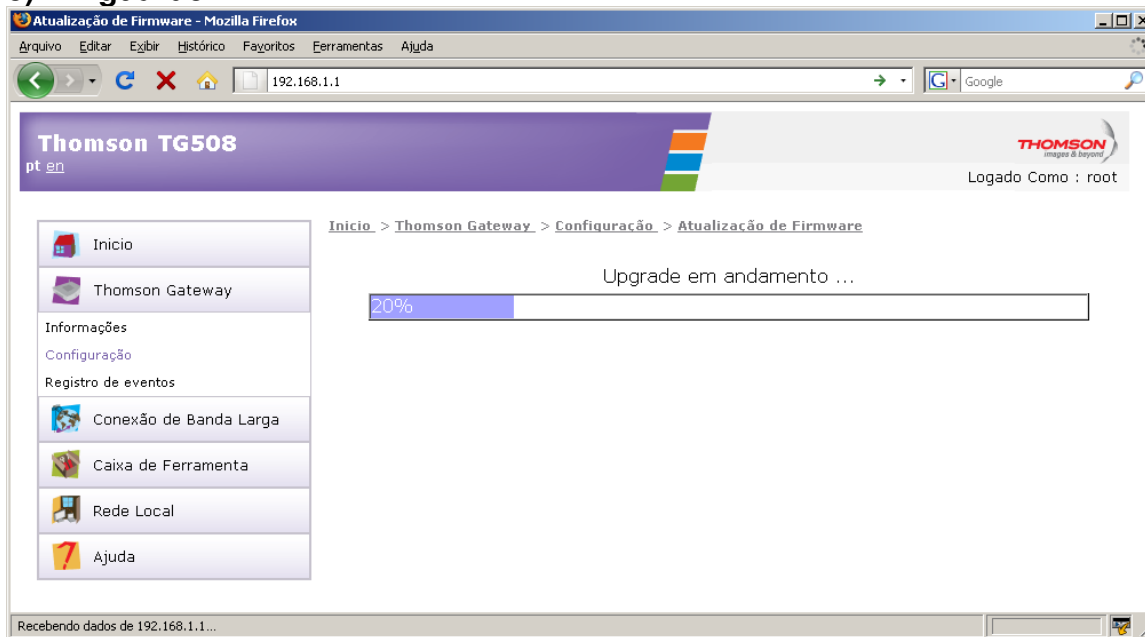 Atualização de Firmware - Mozilla Firefox
Arquivo Editar Exibir Histórico Favoritos Ferramentas Ajuda
192.168.1.1 Google
Thomson TG508
THOMSON
images & beyond
pt en
Logado Como : root
Inicio > Thomson Gateway > Configuração > Atualização de Firmware
Inicio
Upgrade em andamento ...
Thomson Gateway
20%
Informações
Configuração
Registro de eventos
Conexão de Banda Larga
Caixa de Ferramenta
Rede Local
Ajuda
Recebendo dados de 192.168.1.1...